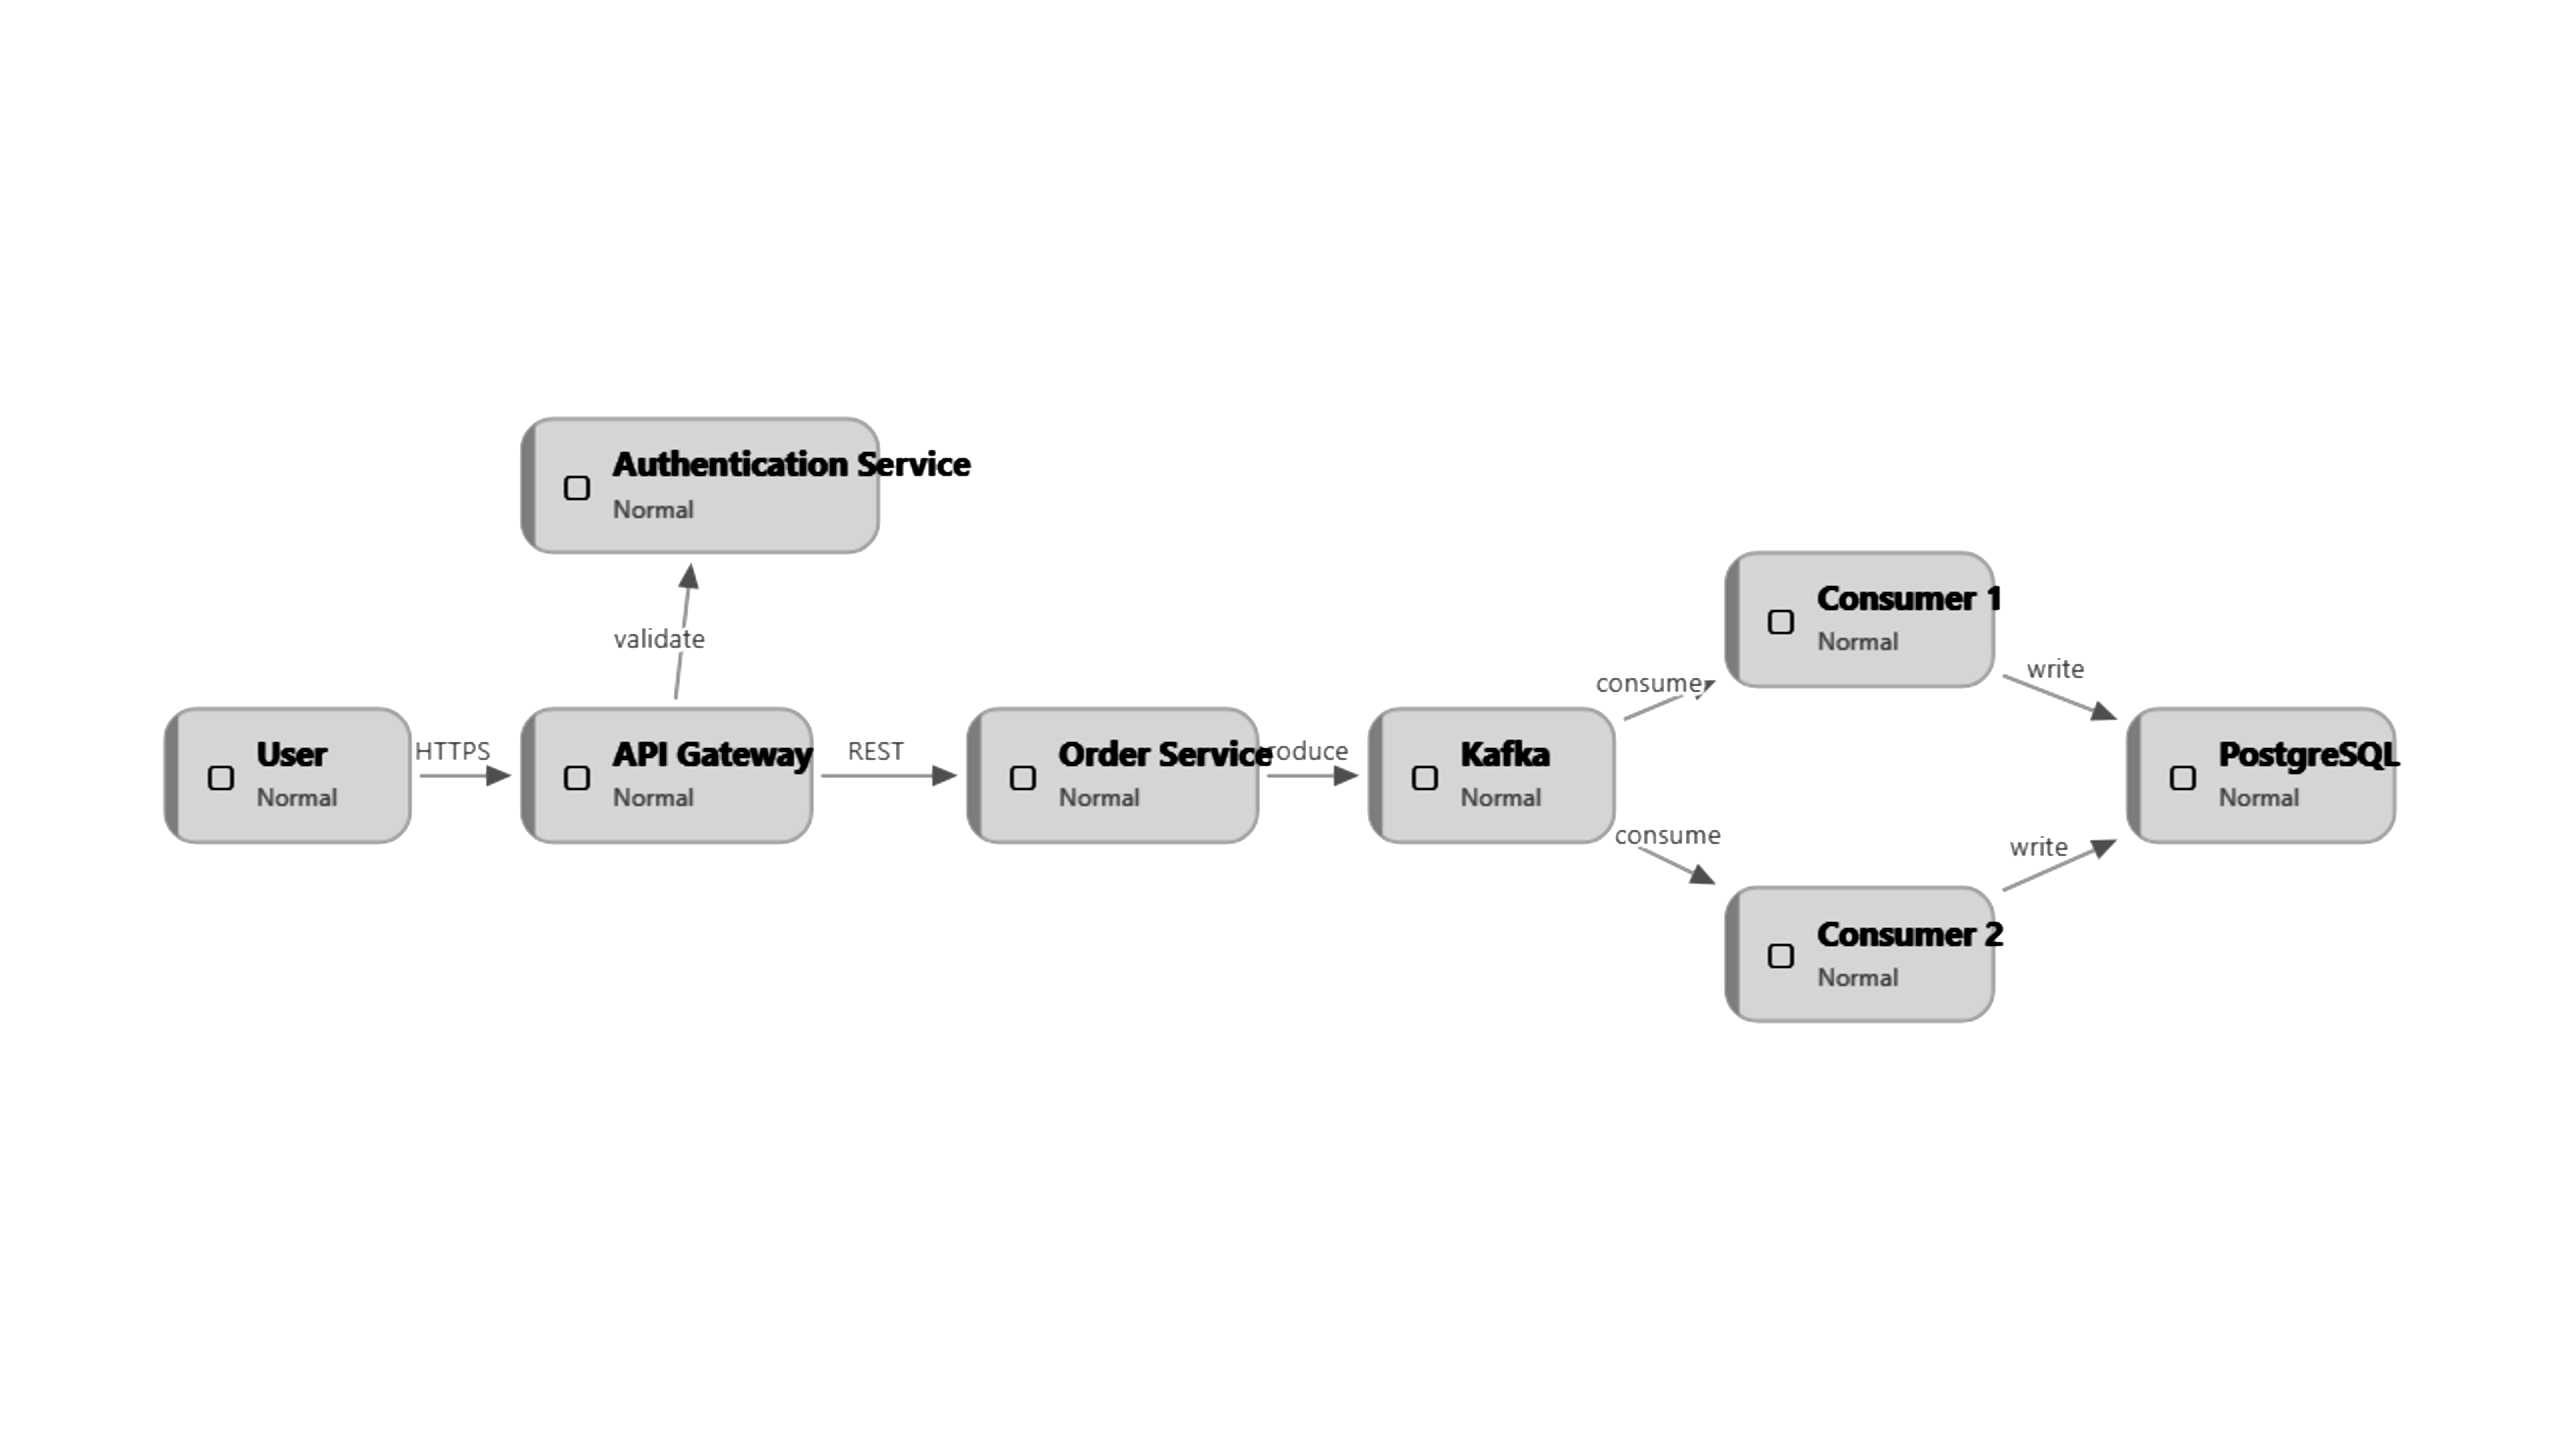 Authentication Service
Normal
validate
Consumer 1
Normal
consume
write
User
Normal
HTTPS
API Gateway
Normal
REST
Order Service
Normal
roduce
Kafka
Normal
PostgreSQL
Normal
consume
write
Consumer 2
Normal